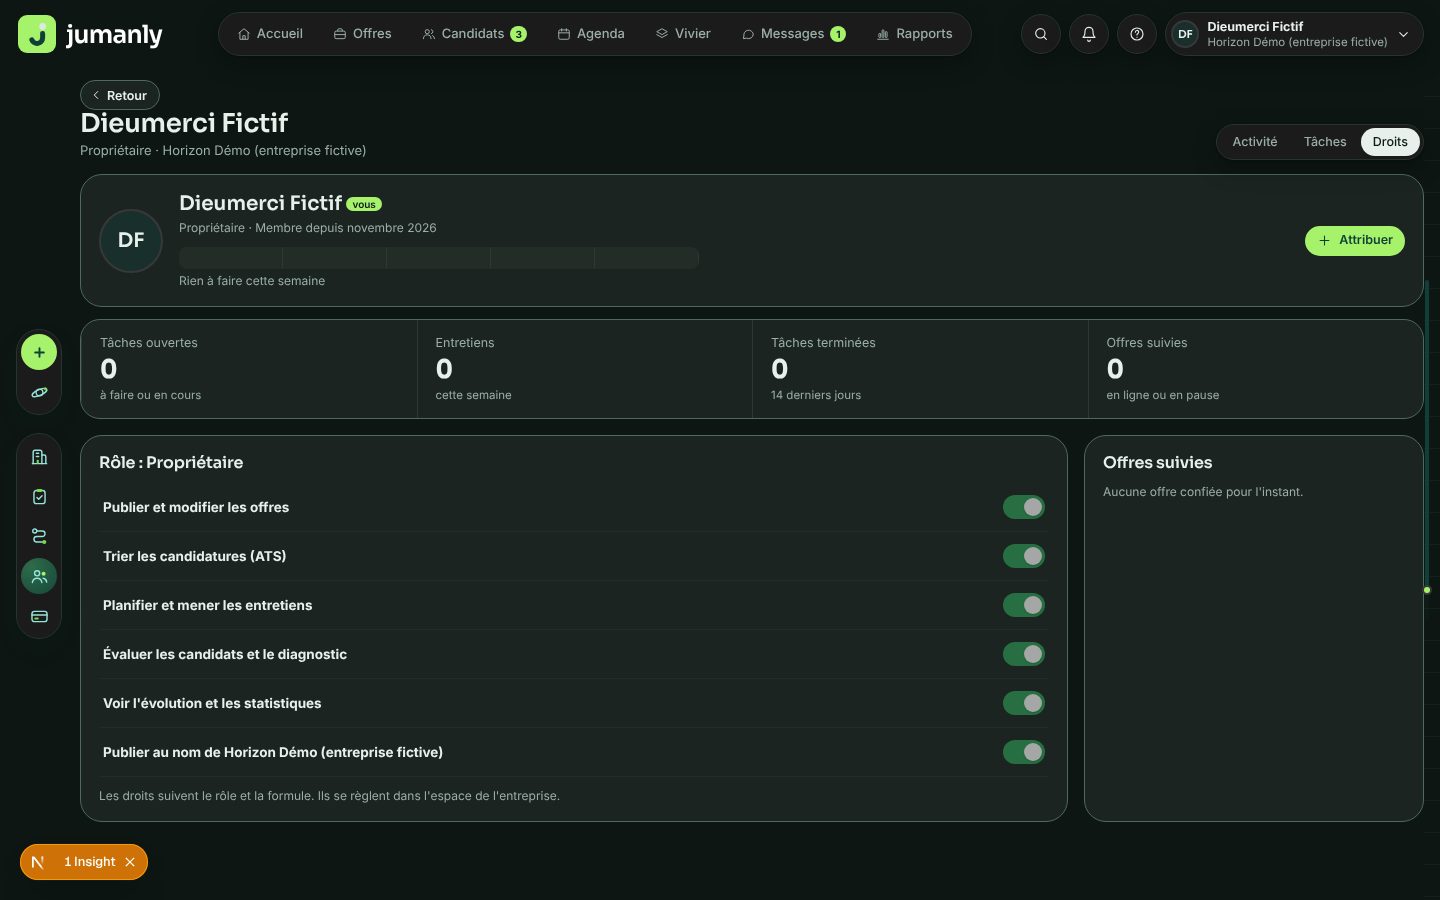 jumanly
Accueil
Offres
Candidats 3
Agenda
Vivier
Messages 1
Rapports
DF
Dieumerci Fictif
Horizon Démo (entreprise fictive)
Retour
Dieumerci Fictif
Propriétaire · Horizon Démo (entreprise fictive)
Activité
Tâches
Droits
DF
Dieumerci Fictif vous
Propriétaire · Membre depuis novembre 2026
Rien à faire cette semaine
Attribuer
Tâches ouvertes
0
à faire ou en cours
Entretiens
0
cette semaine
Tâches terminées
0
14 derniers jours
Offres suivies
0
en ligne ou en pause
Rôle : Propriétaire
Publier et modifier les offres
Trier les candidatures (ATS)
Planifier et mener les entretiens
Évaluer les candidats et le diagnostic
Voir l'évolution et les statistiques
Publier au nom de Horizon Démo (entreprise fictive)
Les droits suivent le rôle et la formule. Ils se règlent dans l'espace de l'entreprise.
Offres suivies
Aucune offre confiée pour l'instant.
1 Insight